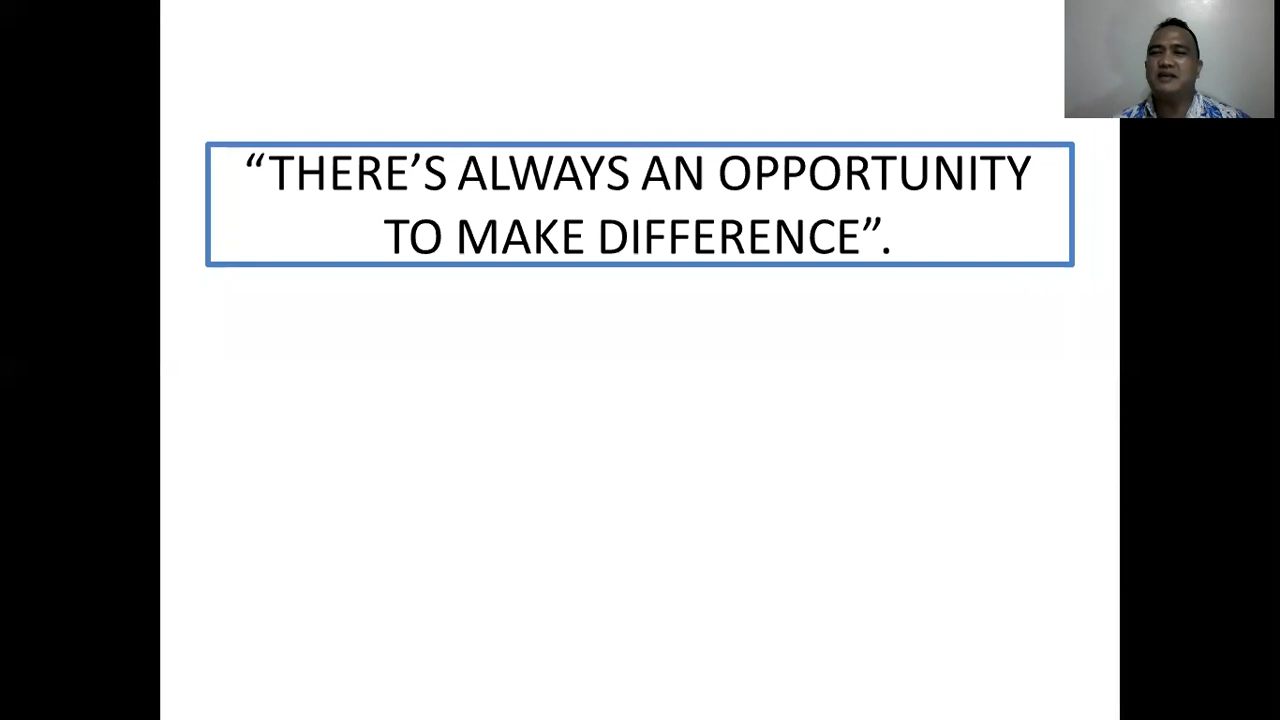 “THERE’S ALWAYS AN OPPORTUNITY
TO MAKE DIFFERENCE”.